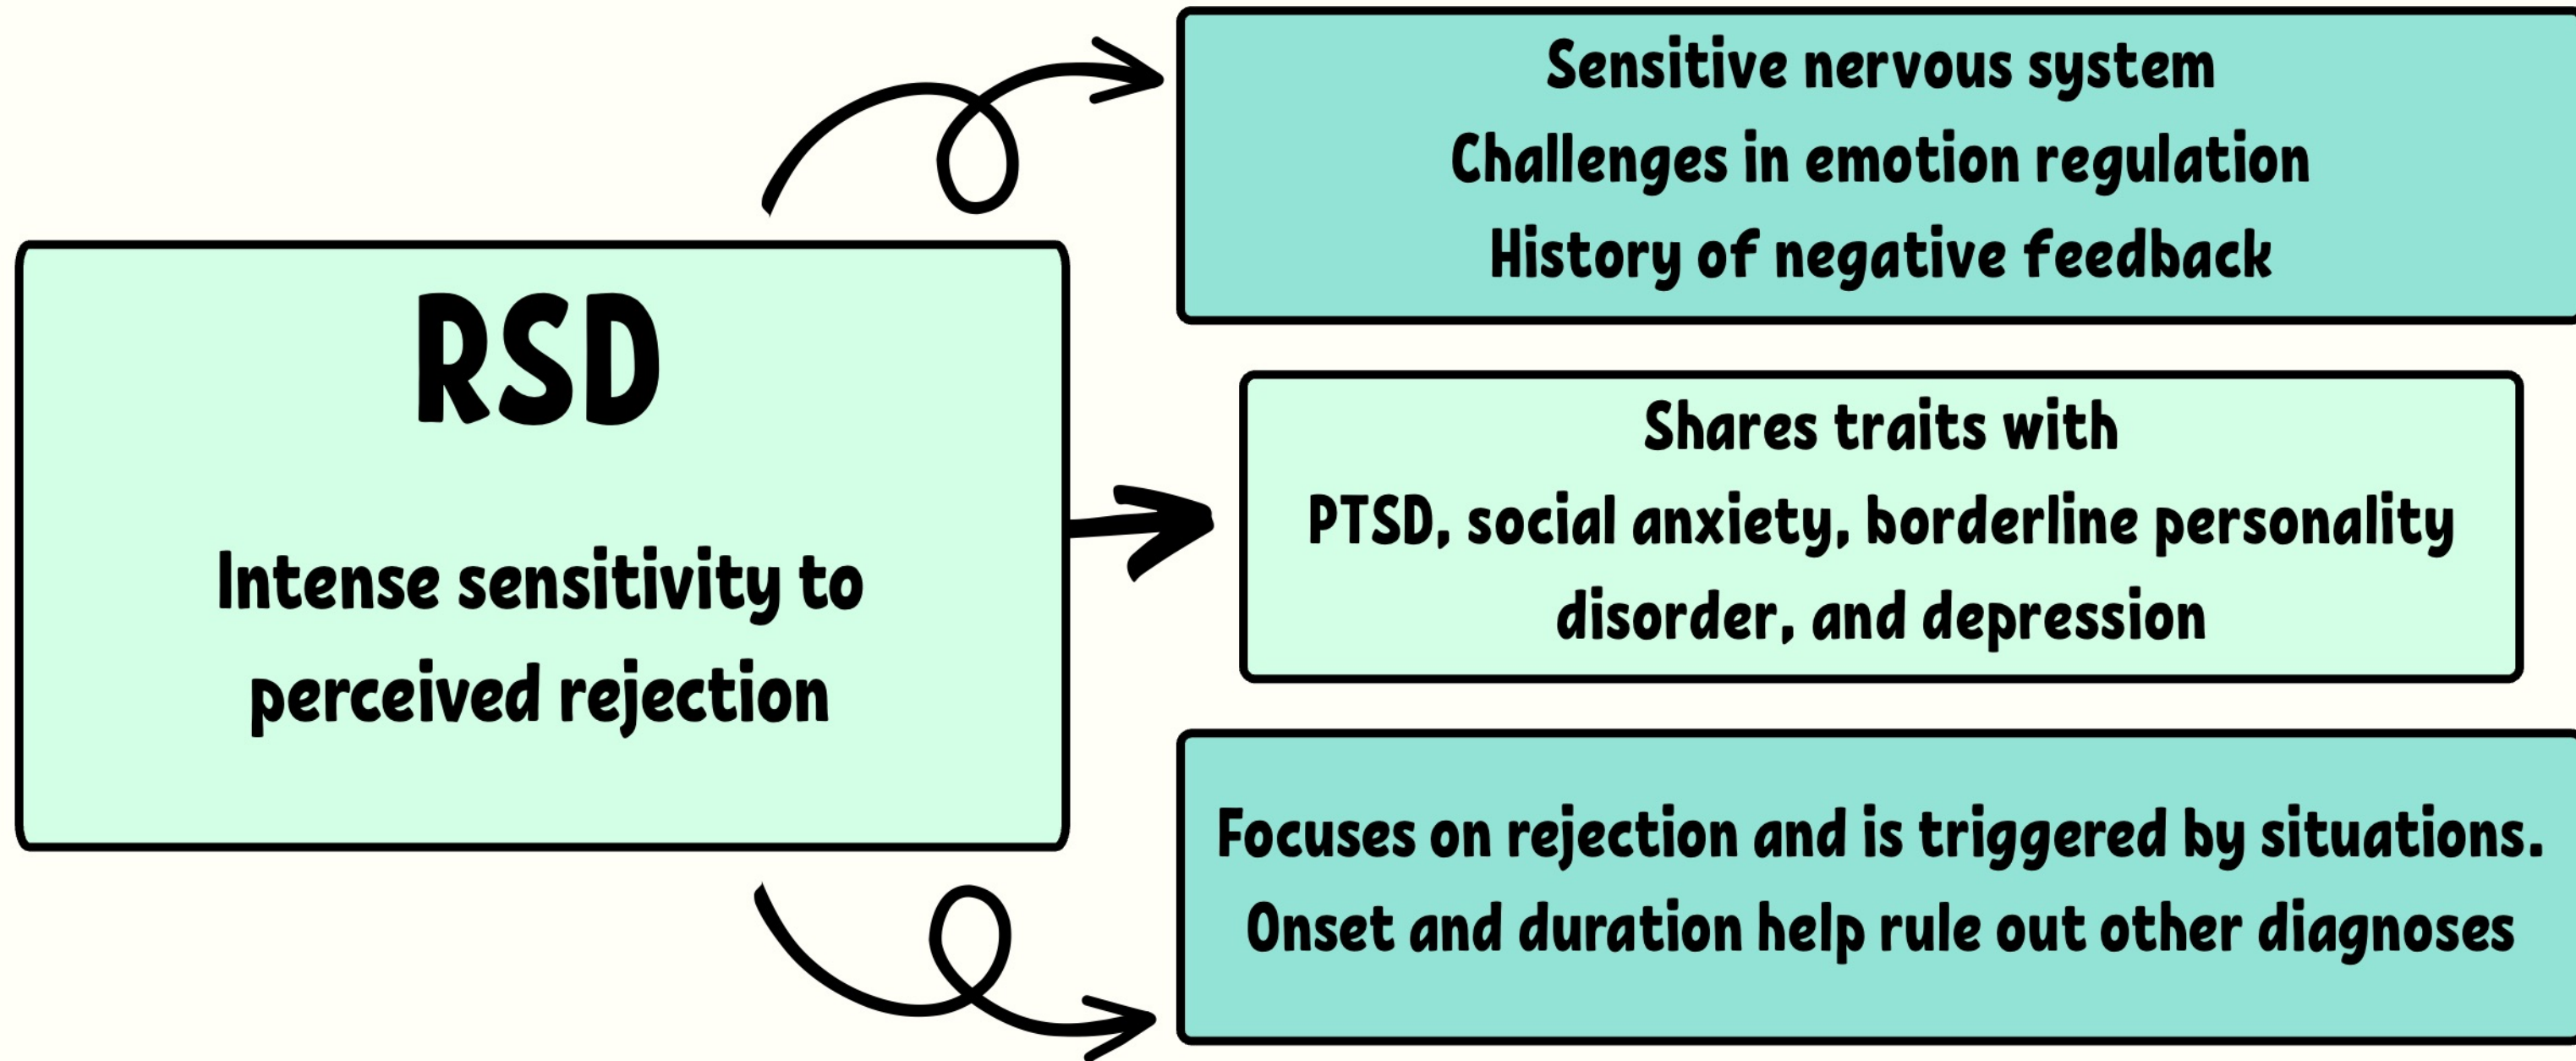 RSD
Intense sensitivity to
perceived rejection
Sensitive nervous system
Challenges in emotion regulation
History of negative feedback
Shares traits with
PTSD, social anxiety, borderline personality
disorder, and depression
Focuses on rejection and is triggered by situations.
Onset and duration help rule out other diagnoses